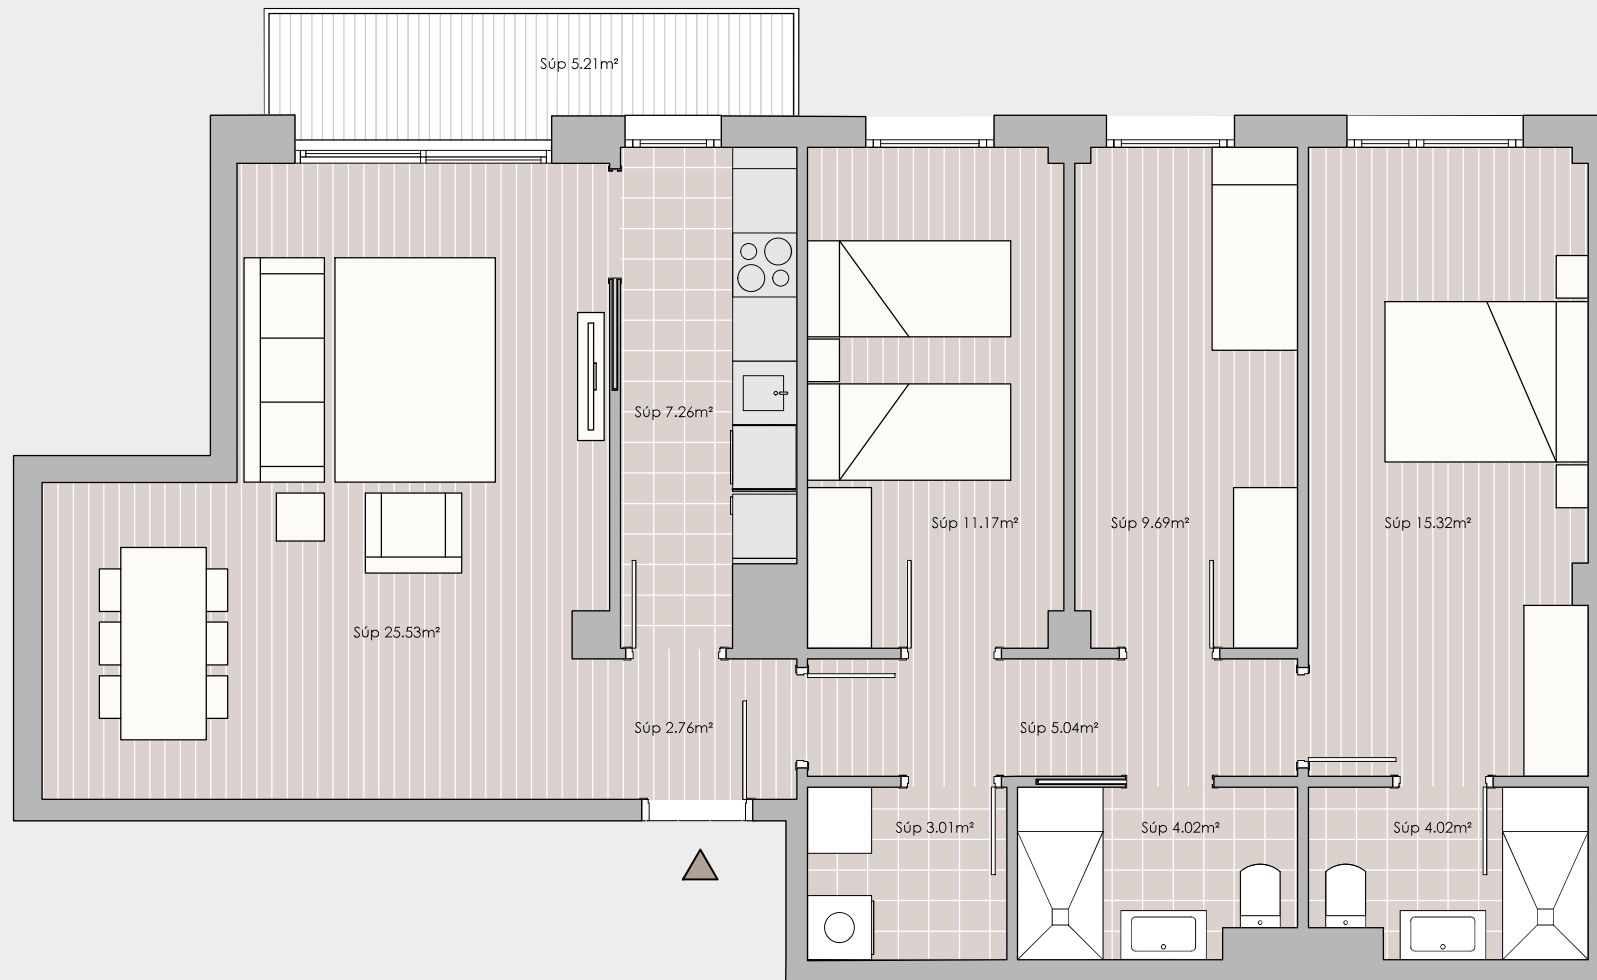 Súp 5.21m²
Súp 7.26m²
Súp 11.17m²
Súp 9.69m²
Súp 15.32m²
Súp 25.53m²
Súp 2.76m²
Súp 5.04m²
Súp 3.01m²
Súp 4.02m²
Súp 4.02m²